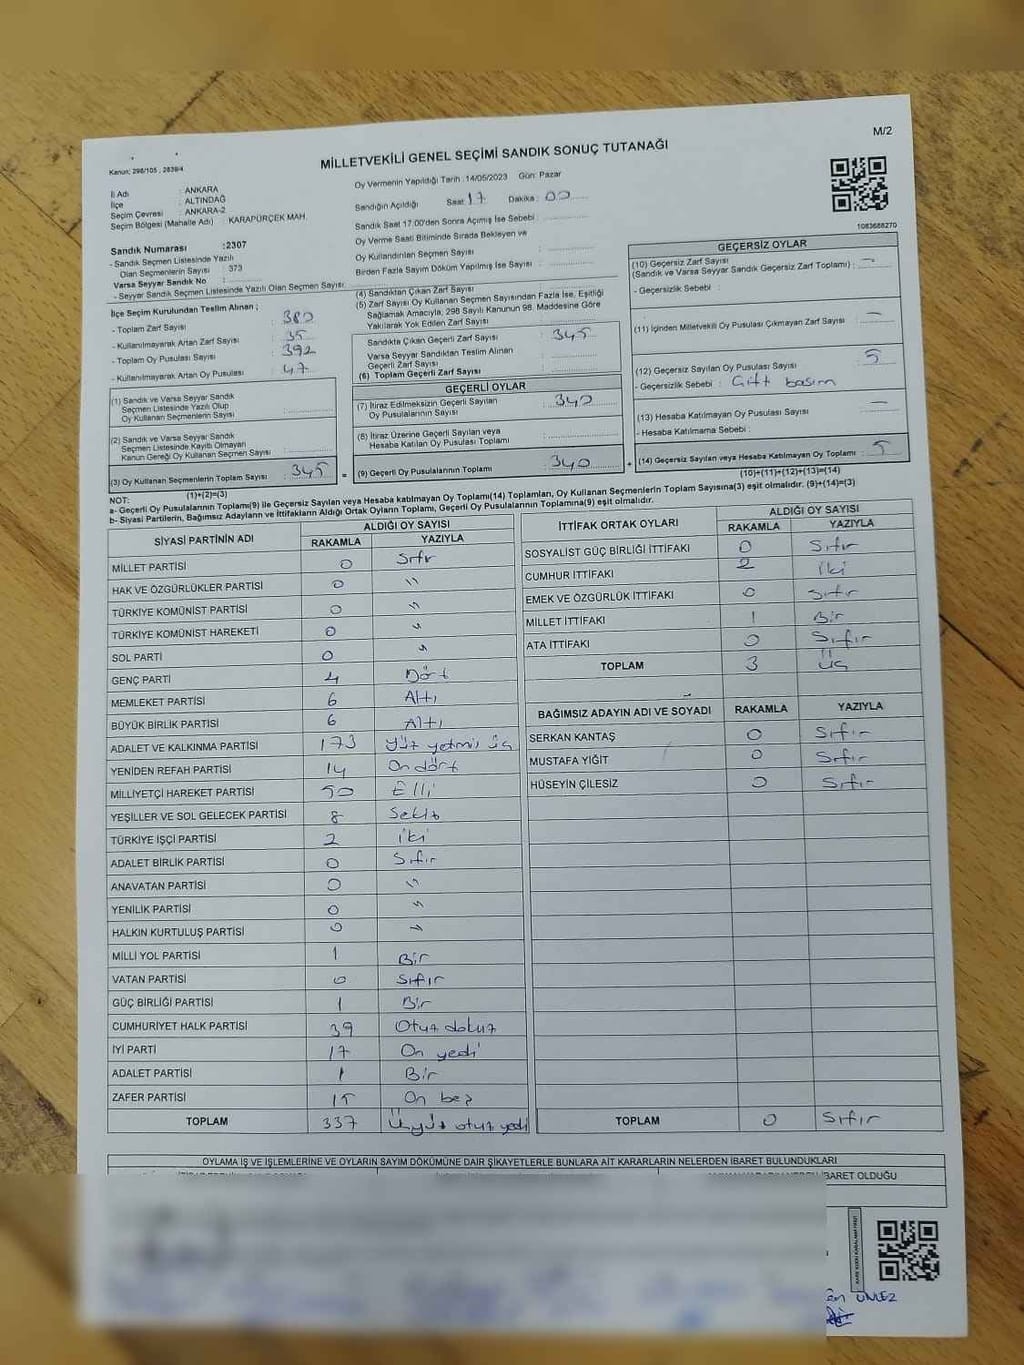 M/2
Kanun; 298/105 , 2839/4
MİLLETVEKİLİ GENEL SEÇİMİ SANDIK SONUÇ TUTANAĞI
İl Adı : ANKARA
İlçe : ALTINDAĞ
Seçim Çevresi : ANKARA-2
Seçim Bölgesi (Mahalle Adı) : KARAPÜRÇEK MAH.
Sandık Numarası :2307
- Sandık Seçmen Listesinde Yazılı
Olan Seçmenlerin Sayısı : 373
Varsa Seyyar Sandık No :
- Seyyar Sandık Seçmen Listesinde Yazılı Olan Seçmen Sayısı
İlçe Seçim Kurulundan Teslim Alınan ;
- Toplam Zarf Sayısı : 380
- Kullanılmayarak Artan Zarf Sayısı : 35
- Toplam Oy Pusulası Sayısı : 392
- Kullanılmayarak Artan Oy Pusulası : 47
(1) Sandık ve Varsa Seyyar Sandık
Seçmen Listesinde Yazılı Olup
Oy Kullanan Seçmenlerin Sayısı :
(2) Sandık ve Varsa Seyyar Sandık
Seçmen Listesinde Kayıtlı Olmayan
Kanun Gereği Oy Kullanan Seçmen Sayısı :
(3) Oy Kullanan Seçmenlerin Toplam Sayısı : 345 =
(1)+(2)=(3)
Oy Vermenin Yapıldığı Tarih :14/05/2023 Gün: Pazar
Sandığın Açıldığı Saat: 17 Dakika : 00
Sandık Saat 17.00'den Sonra Açılmış İse Sebebi :
Oy Verme Saati Bitiminde Sırada Bekleyen ve
Oy Kullandırılan Seçmen Sayısı :
Birden Fazla Sayım Döküm Yapılmış İse Sayısı :
(4) Sandıktan Çıkan Zarf Sayısı :
(5) Zarf Sayısı Oy Kullanan Seçmen Sayısından Fazla İse, Eşitliği
Sağlamak Amacıyla, 298 Sayılı Kanunun 98. Maddesine Göre
Yakılarak Yok Edilen Zarf Sayısı :
Sandıkta Çıkan Geçerli Zarf Sayısı : 345
Varsa Seyyar Sandıktan Teslim Alınan
Geçerli Zarf Sayısı :
(6) Toplam Geçerli Zarf Sayısı :
GEÇERLİ OYLAR
(7) İtiraz Edilmeksizin Geçerli Sayılan
Oy Pusulalarının Sayısı : 340
(8) İtiraz Üzerine Geçerli Sayılan veya
Hesaba Katılan Oy Pusulası Toplamı :
(9) Geçerli Oy Pusulalarının Toplamı : 340 +
1083688270
GEÇERSİZ OYLAR
(10) Geçersiz Zarf Sayısı
(Sandık ve Varsa Seyyar Sandık Geçersiz Zarf Toplamı) : —
- Geçersizlik Sebebi :
(11) İçinden Milletvekili Oy Pusulası Çıkmayan Zarf Sayısı : —
(12) Geçersiz Sayılan Oy Pusulası Sayısı : 5
- Geçersizlik Sebebi : Çift basım
(13) Hesaba Katılmayan Oy Pusulası Sayısı : —
- Hesaba Katılmama Sebebi :
(14) Geçersiz Sayılan veya Hesaba Katılmayan Oy Toplamı : 5
(10)+(11)+(12)+(13)=(14)
NOT:
a- Geçerli Oy Pusulalarının Toplamı(9) ile Geçersiz Sayılan veya Hesaba katılmayan Oy Toplamı(14) Toplamları, Oy Kullanan Seçmenlerin Toplam Sayısına(3) eşit olmalıdır. (9)+(14)=(3)
b- Siyasi Partilerin, Bağımsız Adayların ve İttifakların Aldığı Ortak Oyların Toplamı, Geçerli Oy Pusulalarının Toplamına(9) eşit olmalıdır.
SİYASİ PARTİNİN ADI ALDIĞI OY SAYISI
RAKAMLA YAZIYLA
MİLLET PARTİSİ 0 Sıfır
HAK VE ÖZGÜRLÜKLER PARTİSİ 0 "
TÜRKİYE KOMÜNİST PARTİSİ 0 "
TÜRKİYE KOMÜNİST HAREKETİ 0 "
SOL PARTİ 0 "
GENÇ PARTİ 4 Dört
MEMLEKET PARTİSİ 6 Altı
BÜYÜK BİRLİK PARTİSİ 6 Altı
ADALET VE KALKINMA PARTİSİ 173 Yüz yetmiş üç
YENİDEN REFAH PARTİSİ 14 On dört
MİLLİYETÇİ HAREKET PARTİSİ 50 Elli
YEŞİLLER VE SOL GELECEK PARTİSİ 8 Sekiz
TÜRKİYE İŞÇİ PARTİSİ 2 iki
ADALET BİRLİK PARTİSİ 0 Sıfır
ANAVATAN PARTİSİ 0 "
YENİLİK PARTİSİ 0 "
HALKIN KURTULUŞ PARTİSİ 0 "
MİLLİ YOL PARTİSİ 1 Bir
VATAN PARTİSİ 0 Sıfır
GÜÇ BİRLİĞİ PARTİSİ 1 Bir
CUMHURİYET HALK PARTİSİ 39 Otuz dokuz
İYİ PARTİ 17 On yedi
ADALET PARTİSİ 1 Bir
ZAFER PARTİSİ 15 On beş
TOPLAM 337 Üçyüz otuz yedi
İTTİFAK ORTAK OYLARI ALDIĞI OY SAYISI
RAKAMLA YAZIYLA
SOSYALİST GÜÇ BİRLİĞİ İTTİFAKI 0 Sıfır
CUMHUR İTTİFAKI 2 iki
EMEK VE ÖZGÜRLÜK İTTİFAKI 0 Sıfır
MİLLET İTTİFAKI 1 Bir
ATA İTTİFAKI 0 Sıfır
TOPLAM 3 Üç
BAĞIMSIZ ADAYIN ADI VE SOYADI RAKAMLA YAZIYLA
SERKAN KANTAŞ 0 Sıfır
MUSTAFA YİĞİT 0 Sıfır
HÜSEYİN ÇİLESİZ 0 Sıfır
TOPLAM 0 Sıfır
OYLAMA İŞ VE İŞLEMLERİNE VE OYLARIN SAYIM DÖKÜMÜNE DAİR ŞİKAYETLERLE BUNLARA AİT KARARLARIN NELERDEN İBARET BULUNDUKLARI
İBARET OLDUĞU